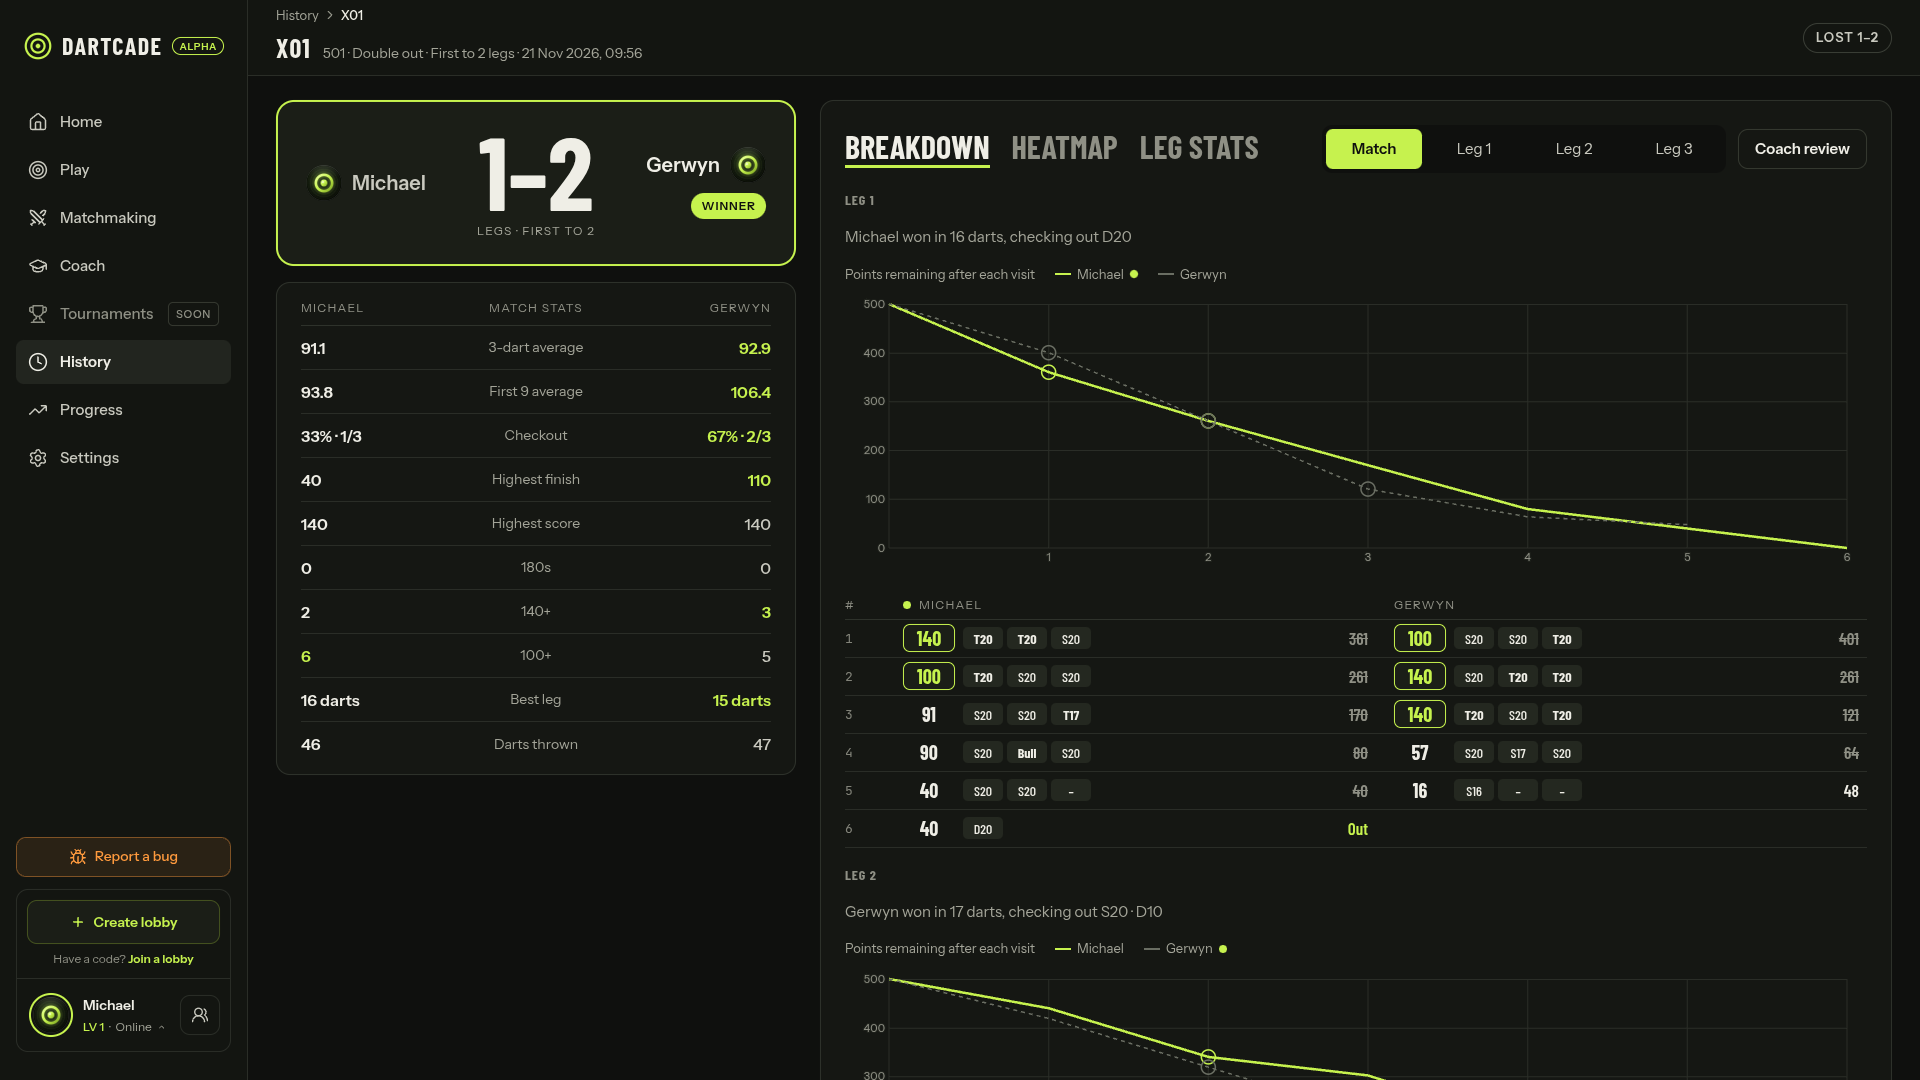 DARTCADE ALPHA
Home
Play
Matchmaking
Coach
Tournaments SOON
History
Progress
Settings
Report a bug
+ Create lobby
Have a code? Join a lobby
Michael
LV 1 · Online
History > X01
X01 501 · Double out · First to 2 legs · 21 Nov 2026, 09:56
LOST 1–2
Michael
1–2
LEGS · FIRST TO 2
Gerwyn
WINNER
MICHAEL MATCH STATS GERWYN
91.1 3-dart average 92.9
93.8 First 9 average 106.4
33% · 1/3 Checkout 67% · 2/3
40 Highest finish 110
140 Highest score 140
0 180s 0
2 140+ 3
6 100+ 5
16 darts Best leg 15 darts
46 Darts thrown 47
BREAKDOWN HEATMAP LEG STATS
Match Leg 1 Leg 2 Leg 3
Coach review
LEG 1
Michael won in 16 darts, checking out D20
Points remaining after each visit Michael Gerwyn
500
400
300
200
100
0
1 2 3 4 5 6
# MICHAEL GERWYN
1 140 T20 T20 S20 361 100 S20 S20 T20 401
2 100 T20 S20 S20 261 140 S20 T20 T20 261
3 91 S20 S20 T17 170 140 T20 S20 T20 121
4 90 S20 Bull S20 80 57 S20 S17 S20 64
5 40 S20 S20 - 40 16 S16 - - 48
6 40 D20 Out
LEG 2
Gerwyn won in 17 darts, checking out S20 · D10
Points remaining after each visit Michael Gerwyn
500
400
300